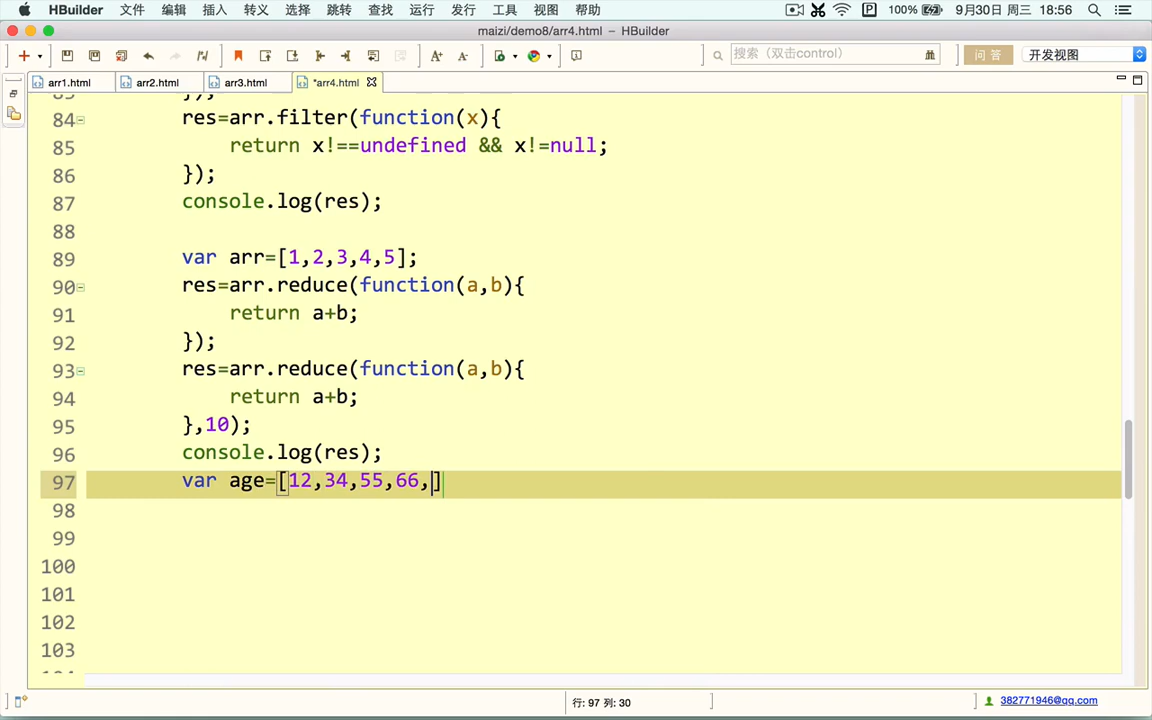 HBuilder 文件 编辑 插入 转义 选择 跳转 查找 运行 发行 工具 视图 帮助 100% 9月30日 周三 18:56
maizi/demo8/arr4.html – HBuilder
搜索（双击control） 问 答 开发视图
arr1.html arr2.html arr3.html *arr4.html
84 res=arr.filter(function(x){
85 return x!==undefined && x!=null;
86 });
87 console.log(res);
88
89 var arr=[1,2,3,4,5];
90 res=arr.reduce(function(a,b){
91 return a+b;
92 });
93 res=arr.reduce(function(a,b){
94 return a+b;
95 },10);
96 console.log(res);
97 var age=[12,34,55,66,]
98
99
100
101
102
103
行: 97 列: 30 382771946@qq.com